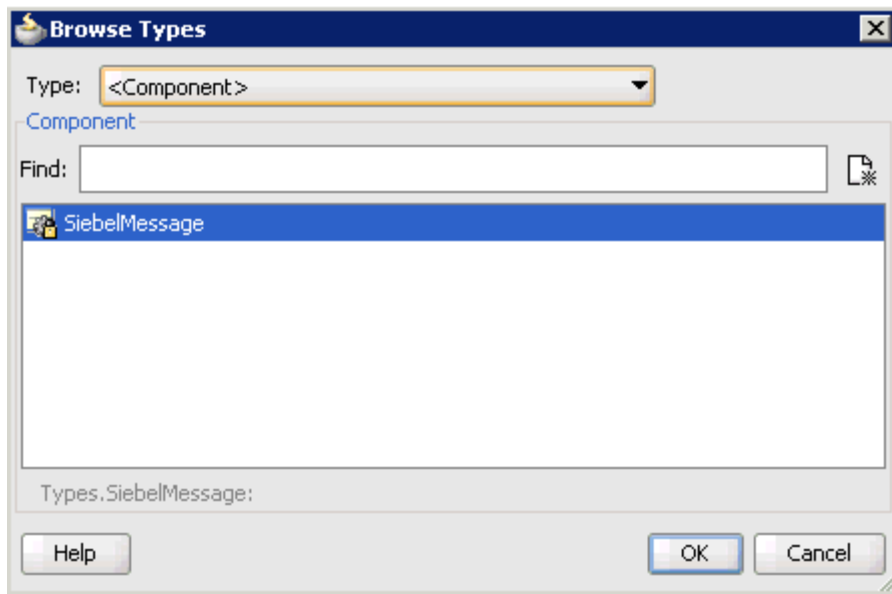 Browse Types
Type: <Component>
Component
Find:
SiebelMessage
Types.SiebelMessage:
Help OK Cancel